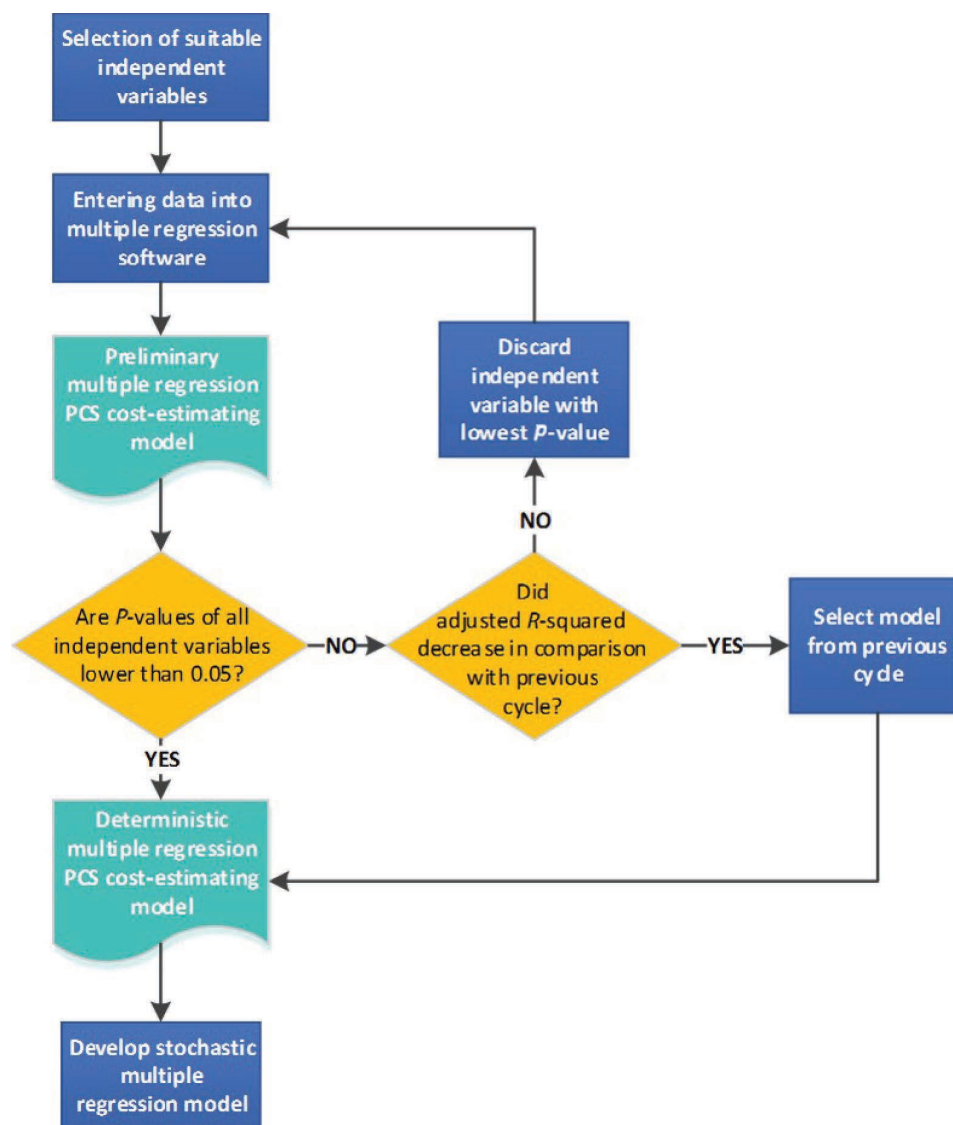 Selection of suitable
independent
variables
Entering data into
multiple regression
software
Preliminary
multiple regression
PCS cost-estimating
model
Discard
independent
variable with
lowest P-value
NO
Are P-values of all
independent variables
lower than 0.05?
NO
Did
adjusted R-squared
decrease in comparison
with previous
cycle?
YES
Select model
from previous
cycle
YES
Deterministic
multiple regression
PCS cost-estimating
model
Develop stochastic
multiple
regression model